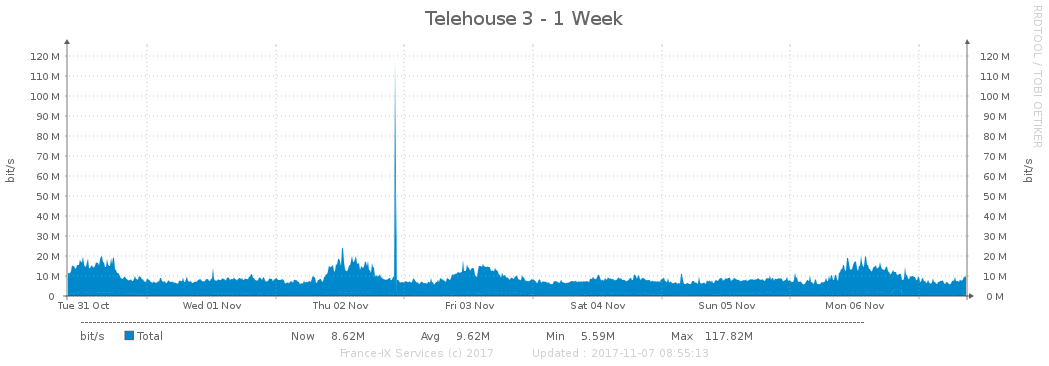 Telehouse 3 - 1 Week
RRDTOOL / TOBI OETIKER
bit/s
120 M 120 M
110 M 110 M
100 M 100 M
90 M 90 M
80 M 80 M
70 M 70 M
60 M 60 M
50 M 50 M
40 M 40 M
30 M 30 M
20 M 20 M
10 M 10 M
0 0 M
bit/s
Tue 31 Oct Wed 01 Nov Thu 02 Nov Fri 03 Nov Sat 04 Nov Sun 05 Nov Mon 06 Nov
bit/s Total Now 8.62M Avg 9.62M Min 5.59M Max 117.82M
France-IX Services (c) 2017 Updated : 2017-11-07 08:55:13